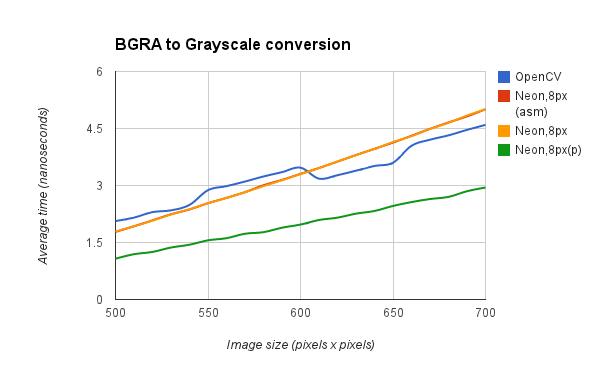 BGRA to Grayscale conversion
6
4.5
3
1.5
0
500 550 600 650 700
Average time (nanoseconds)
Image size (pixels x pixels)
OpenCV
Neon,8px
(asm)
Neon,8px
Neon,8px(p)